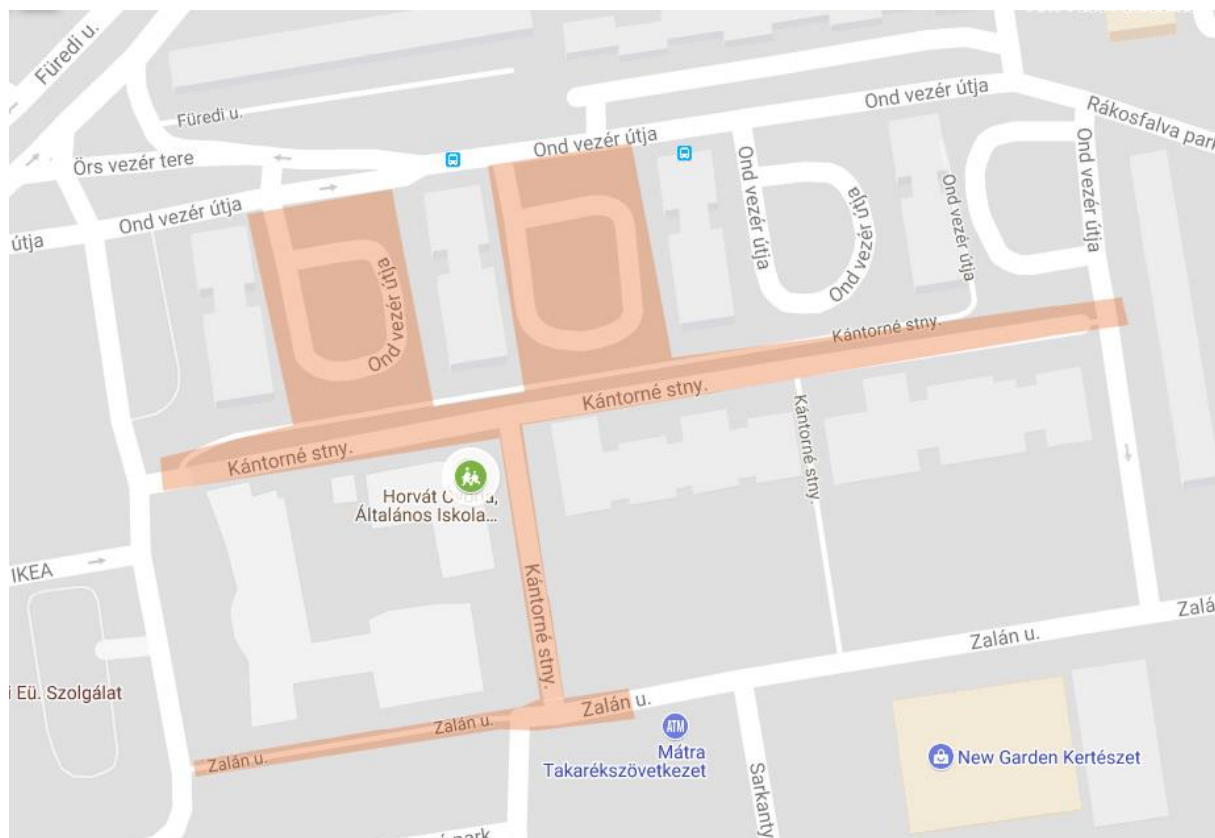 Füredi u.
Füredi u.
Örs vezér tere
Ond vezér útja
útja
Ond vezér útja
Ond vezér útja
Rákosfalva park
Ond vezér útja
Ond vezér útja
Ond vezér útja
Ond vezér útja
Ond vezér útja
Kántorné stny.
Kántorné stny.
Kántorné stny.
Kántorné stny.
Kántorné stny.
Horvát
Általános Iskola...
IKEA
i Eü. Szolgálat
Zalán u.
Zalán u.
Zalán u.
Zalán u.
Zalá
ATM
Mátra
Takarékszövetkezet
New Garden Kertészet
Sarkanty
park